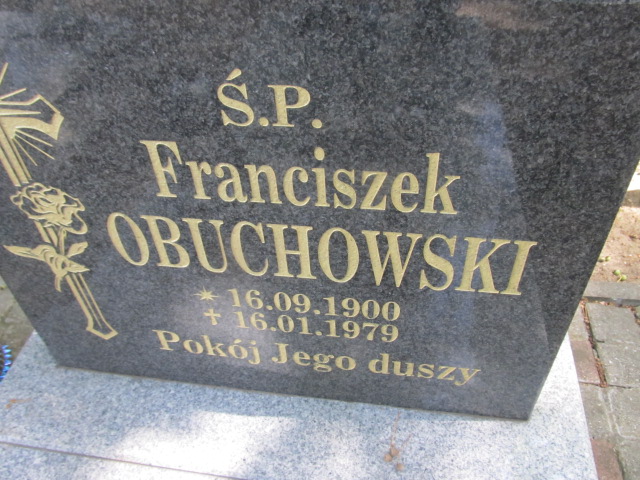 Ś.P.
Franciszek
OBUCHOWSKI
* 16.09.1900
✝ 16.01.1979
Pokój Jego duszy